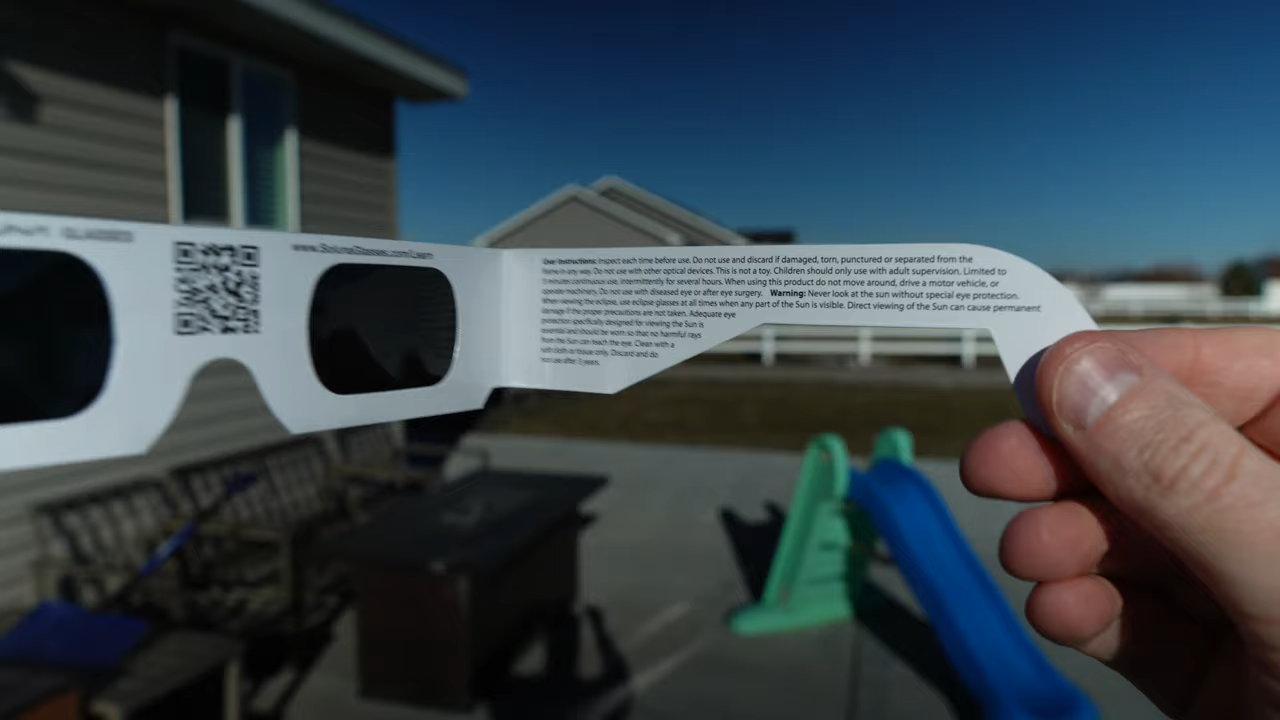 GLASSES
www.SolunaGlasses.com/Learn
Use Instructions: Inspect each time before use. Do not use and discard if damaged, torn, punctured or separated from the
frame in any way. Do not use with other optical devices. This is not a toy. Children should only use with adult supervision. Limited to
3 minutes continuous use, intermittently for several hours. When using this product do not move around, drive a motor vehicle, or
operate machinery. Do not use with diseased eye or after eye surgery. Warning: Never look at the sun without special eye protection.
When viewing the eclipse, use eclipse glasses at all times when any part of the Sun is visible. Direct viewing of the Sun can cause permanent
damage if the proper precautions are not taken. Adequate eye
protection specifically designed for viewing the Sun is
essential and should be worn so that no harmful rays
from the Sun can reach the eye. Clean with a
soft cloth or tissue only. Discard and do
not use after 3 years.